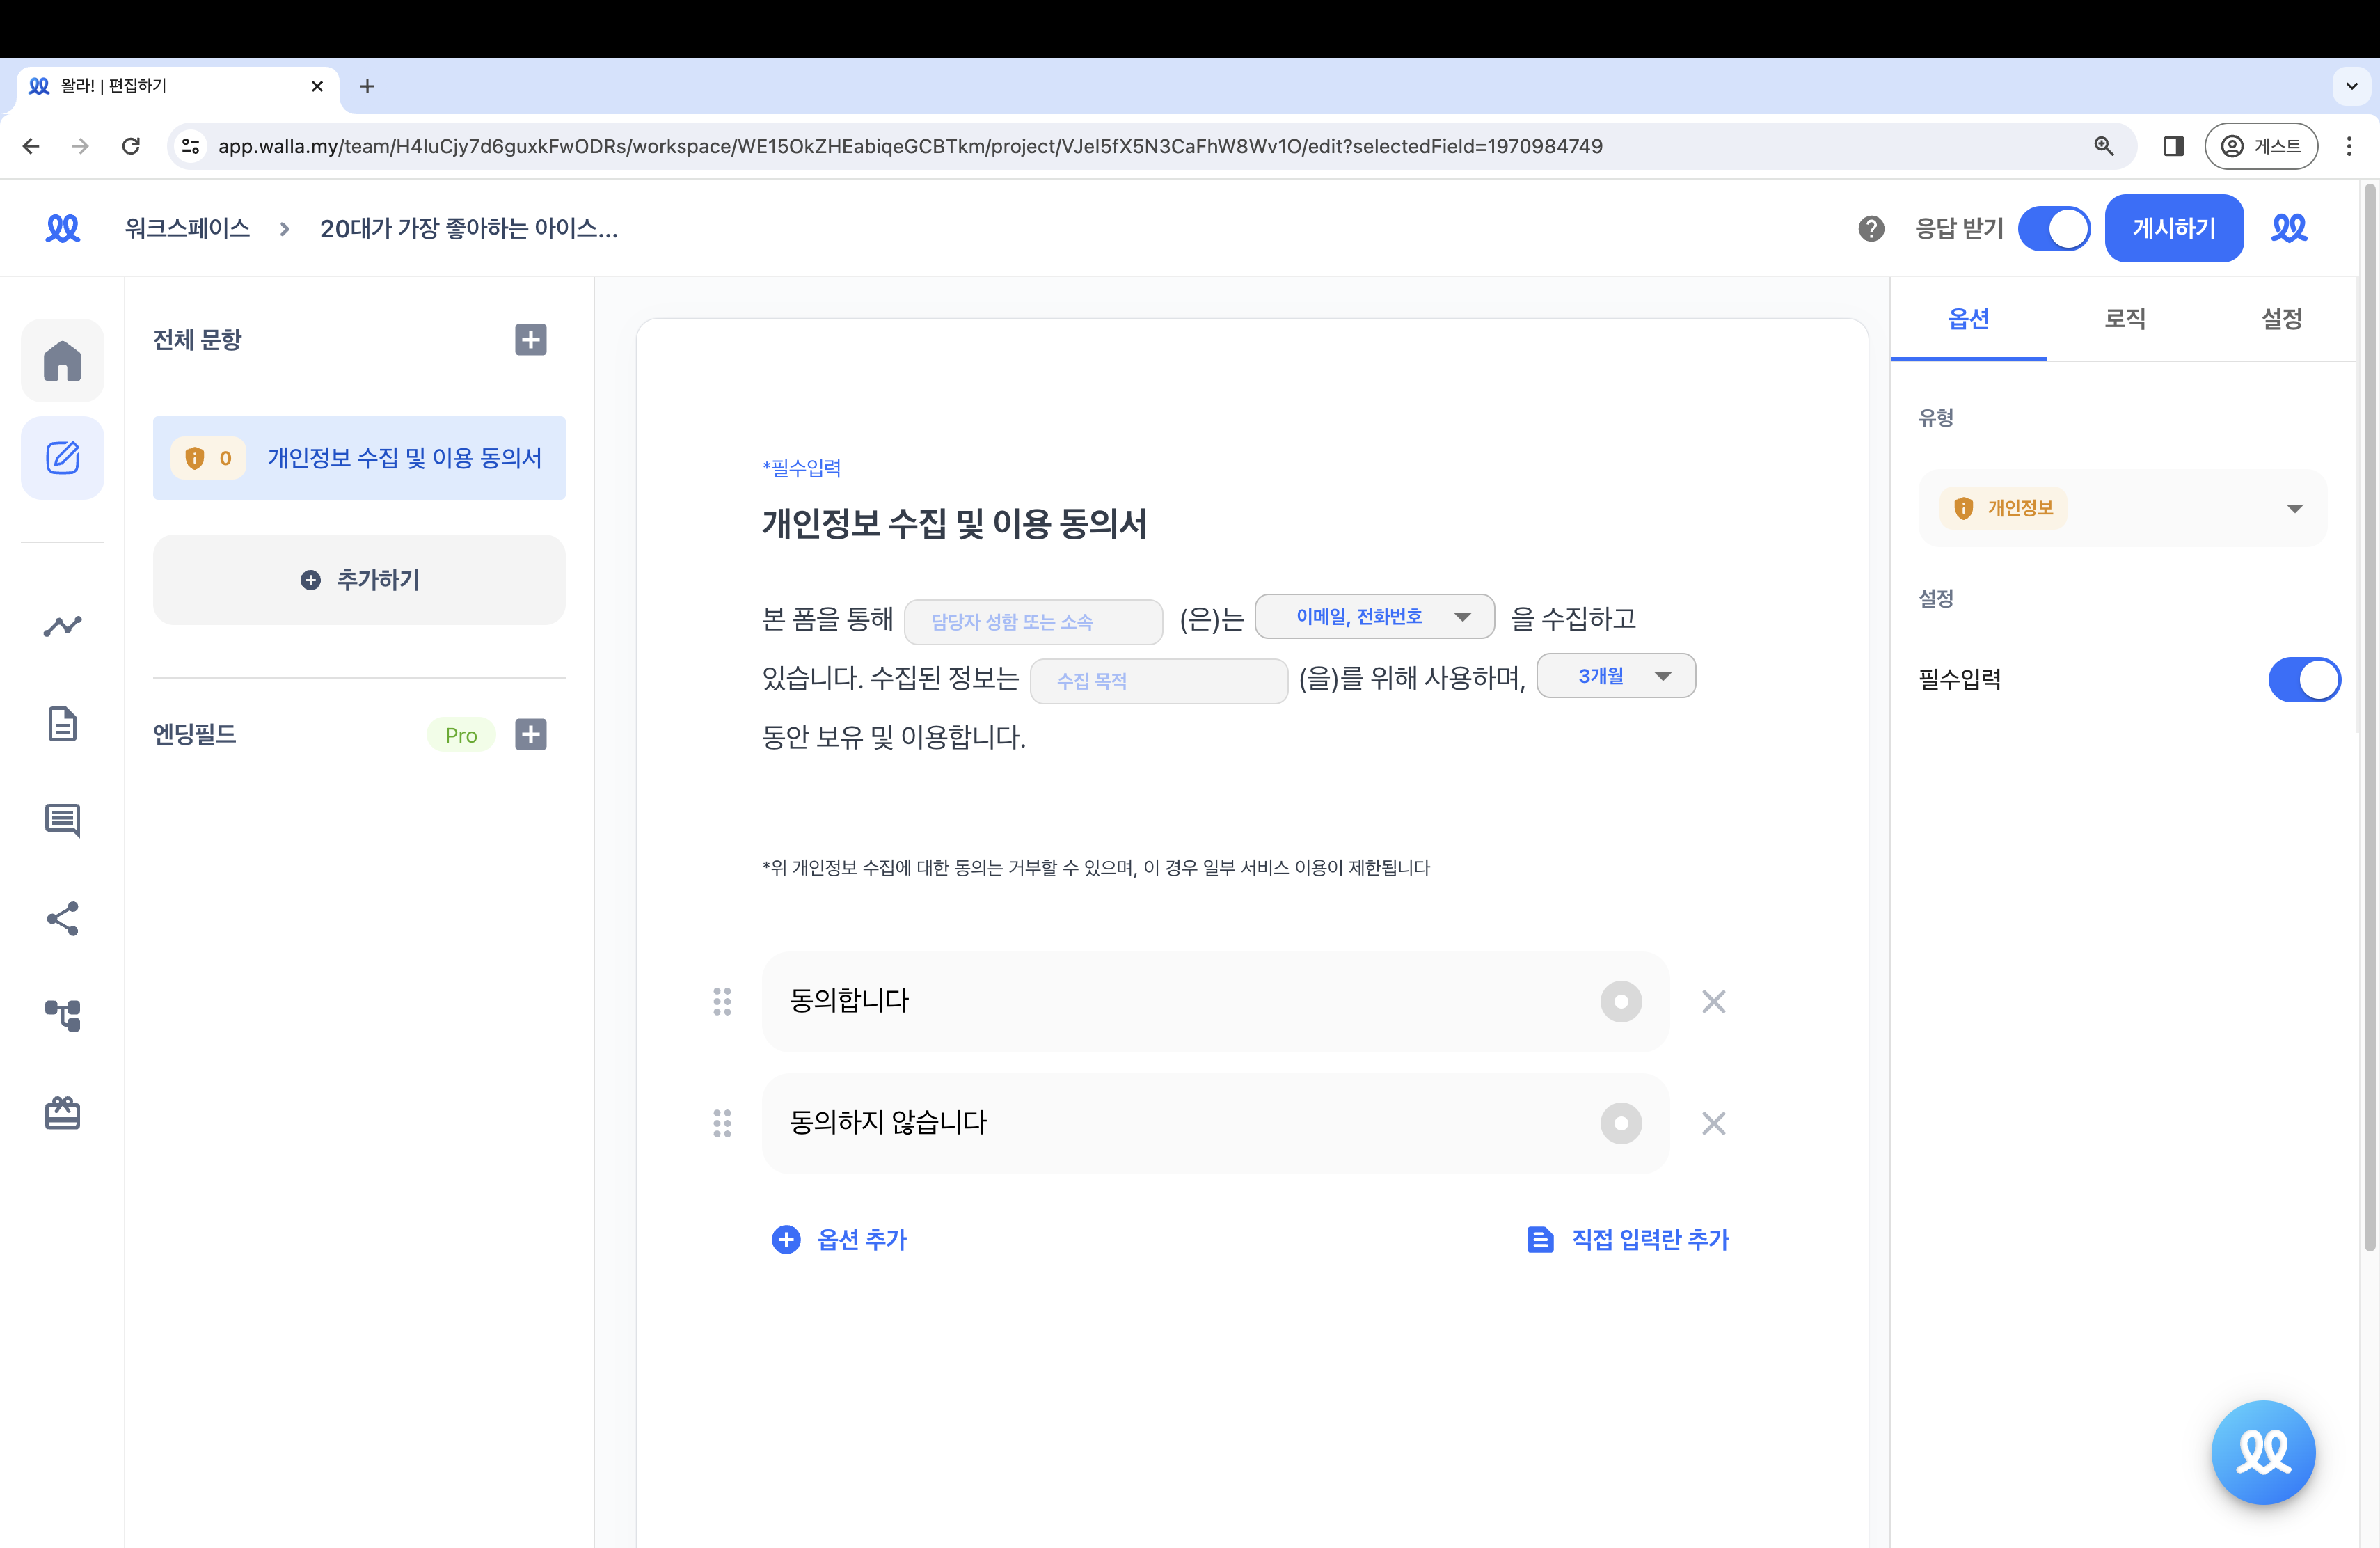 왈라! | 편집하기
app.walla.my/team/H4IuCjy7d6guxkFwODRs/workspace/WE15OkZHEabiqeGCBTkm/project/VJeI5fX5N3CaFhW8Wv1O/edit?selectedField=1970984749
게스트
워크스페이스 > 20대가 가장 좋아하는 아이스...
응답 받기
게시하기
전체 문항
0 개인정보 수집 및 이용 동의서
추가하기
엔딩필드 Pro
*필수입력
개인정보 수집 및 이용 동의서
본 폼을 통해 담당자 성함 또는 소속 (은)는 이메일, 전화번호 을 수집하고
있습니다. 수집된 정보는 수집 목적 (을)를 위해 사용하며, 3개월
동안 보유 및 이용합니다.
*위 개인정보 수집에 대한 동의는 거부할 수 있으며, 이 경우 일부 서비스 이용이 제한됩니다
동의합니다
동의하지 않습니다
옵션 추가
직접 입력란 추가
옵션 로직 설정
유형
개인정보
설정
필수입력